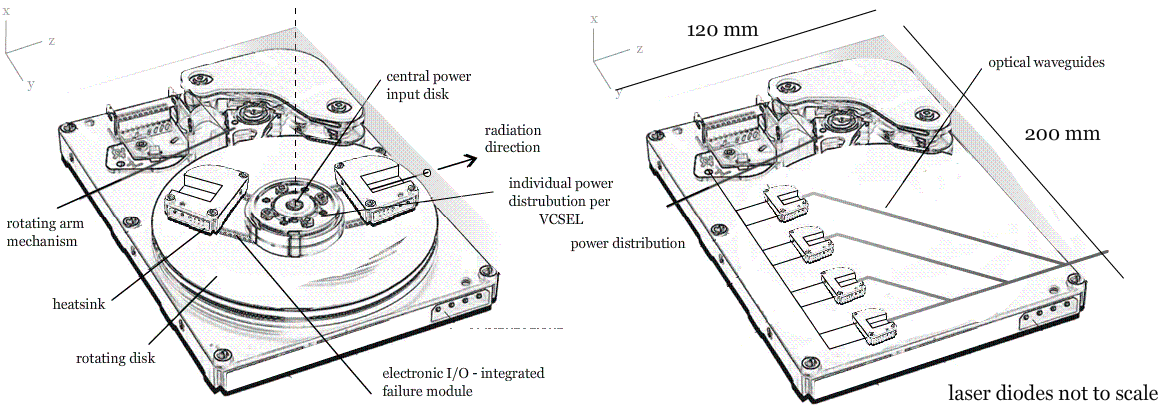 x
z
y
central power
input disk
radiation
direction
individual power
distrubution per
VCSEL
rotating arm
mechanism
heatsink
rotating disk
electronic I/O - integrated
failure module
x
z
y
120 mm
optical waveguides
200 mm
power distribution
laser diodes not to scale